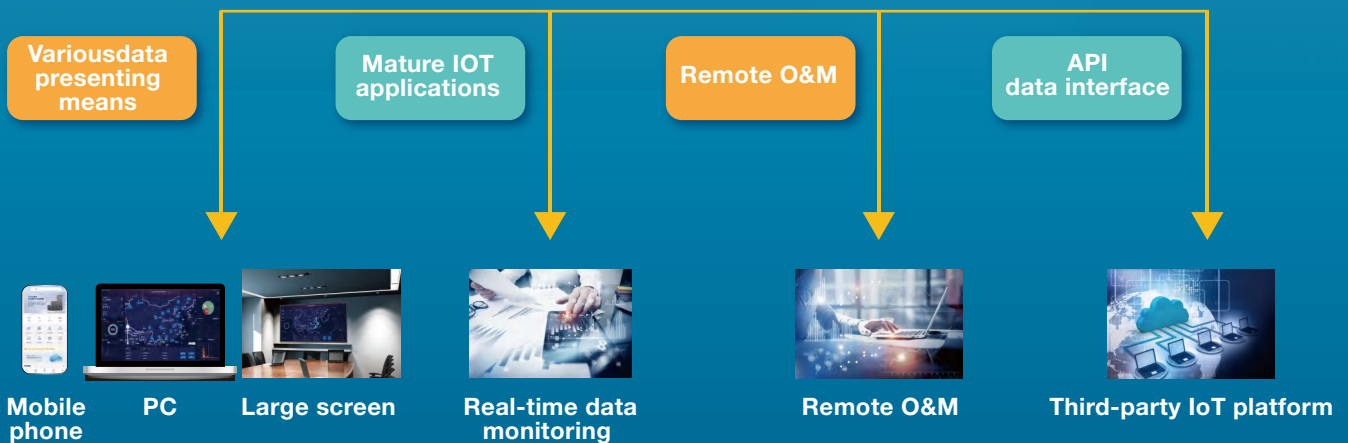 Variousdata
presenting
means
Mature IOT
applications
Remote O&M
API
data interface
Mobile
phone
PC
Large screen
Real-time data
monitoring
Remote O&M
Third-party IoT platform